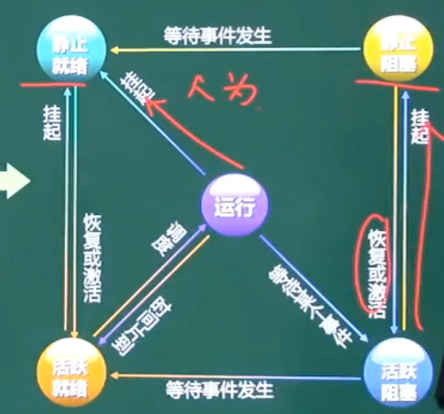 静止
就绪
等待事件发生
静止
阻塞
挂起
人为
挂起
挂起
运行
恢复或激活
调度
时间片到
等待某个事件
恢复或激活
活跃
就绪
等待事件发生
活跃
阻塞